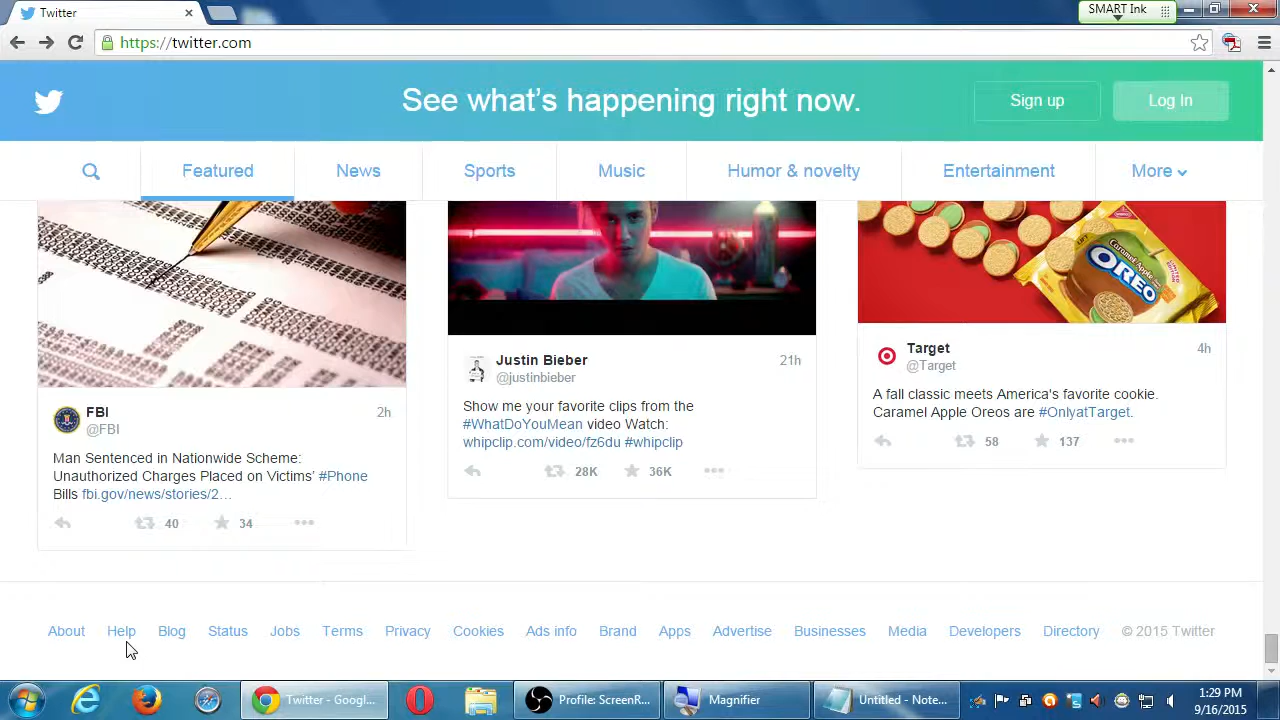 Twitter
SMART Ink
https://twitter.com
See what's happening right now.
Sign up
Log In
Featured
News
Sports
Music
Humor & novelty
Entertainment
More
Caramel Apple
OREO
FBI
@FBI
2h
Man Sentenced in Nationwide Scheme:
Unauthorized Charges Placed on Victims' #Phone
Bills fbi.gov/news/stories/2…
40
34
Justin Bieber
@justinbieber
21h
Show me your favorite clips from the
#WhatDoYouMean video Watch:
whipclip.com/video/fz6du #whipclip
28K
36K
Target
@Target
4h
A fall classic meets America's favorite cookie.
Caramel Apple Oreos are #OnlyatTarget.
58
137
About Help Blog Status Jobs Terms Privacy Cookies Ads info Brand Apps Advertise Businesses Media Developers Directory © 2015 Twitter
Twitter - Googl...
Profile: ScreenR...
Magnifier
Untitled - Note...
1:29 PM
9/16/2015